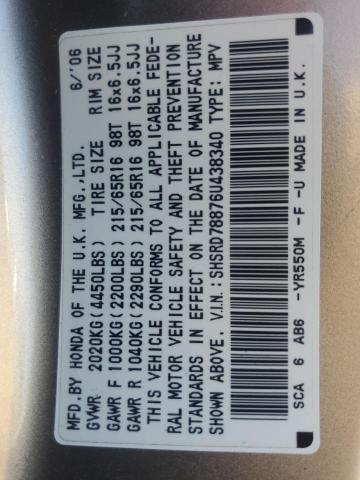 MFD.BY HONDA OF THE U.K. MFG.,LTD. 6/'06
GVWR: 2020KG(4450LBS) TIRE SIZE RIM SIZE
GAWR F 1000KG(2200LBS) 215/65R16 98T 16x6.5JJ
GAWR R 1040KG(2290LBS) 215/65R16 98T 16x6.5JJ
THIS VEHICLE CONFORMS TO ALL APPLICABLE FEDE-
RAL MOTOR VEHICLE SAFETY AND THEFT PREVENTION
STANDARDS IN EFFECT ON THE DATE OF MANUFACTURE
SHOWN ABOVE. V.I.N.:SHSRD78876U438340 TYPE: MPV
SCA 6 AB6 -YR550M -F -U MADE IN U.K.